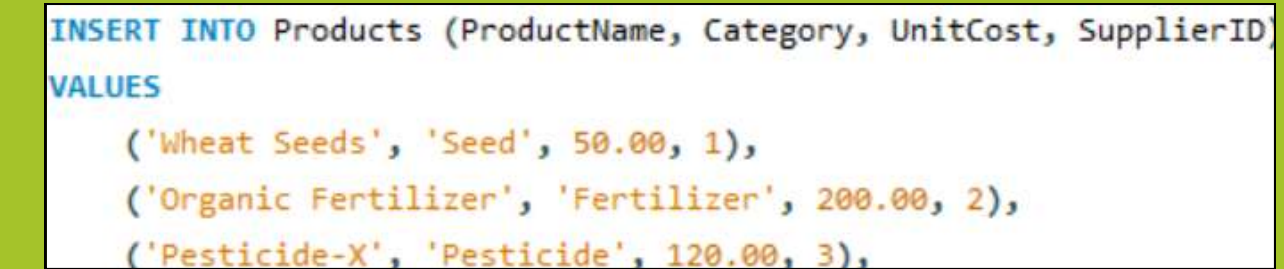 INSERT INTO Products (ProductName, Category, UnitCost, SupplierID)
VALUES
('Wheat Seeds', 'Seed', 50.00, 1),
('Organic Fertilizer', 'Fertilizer', 200.00, 2),
('Pesticide-X', 'Pesticide', 120.00, 3),